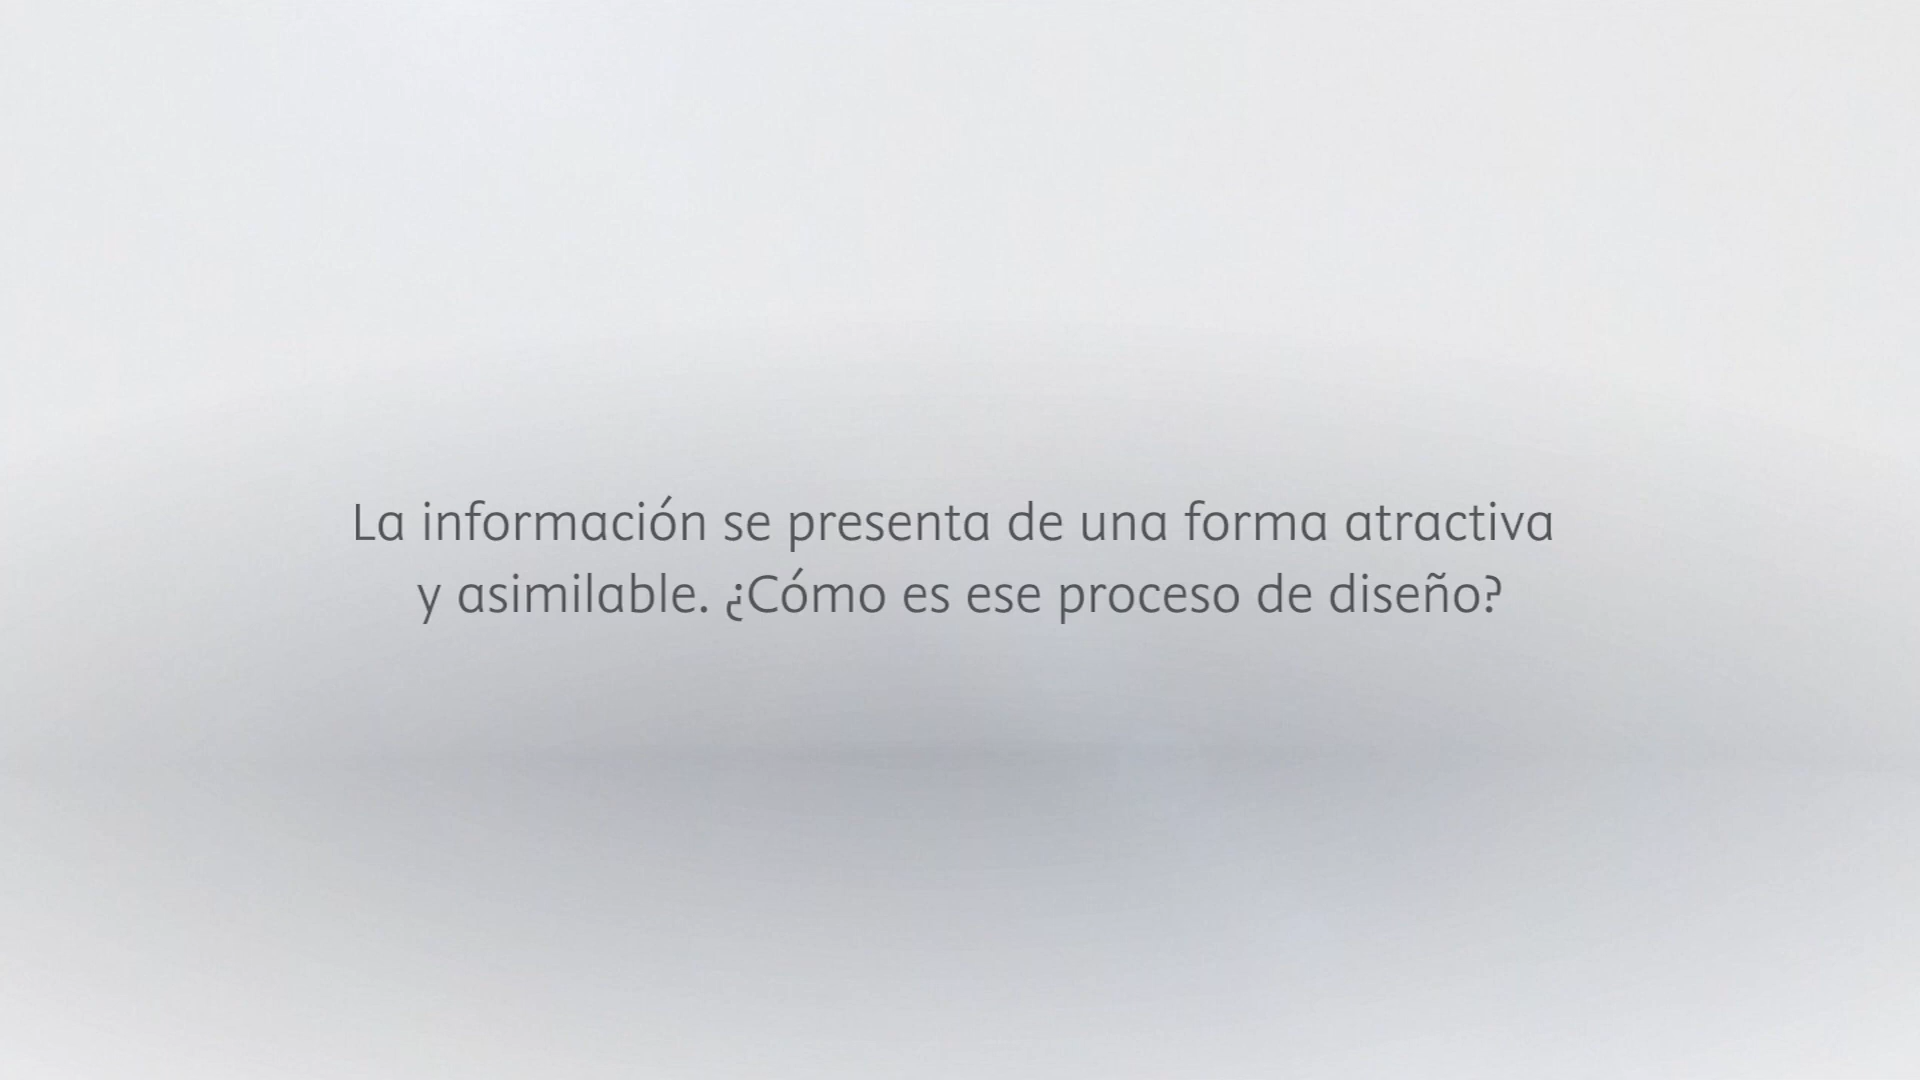 La información se presenta de una forma atractiva
y asimilable. ¿Cómo es ese proceso de diseño?